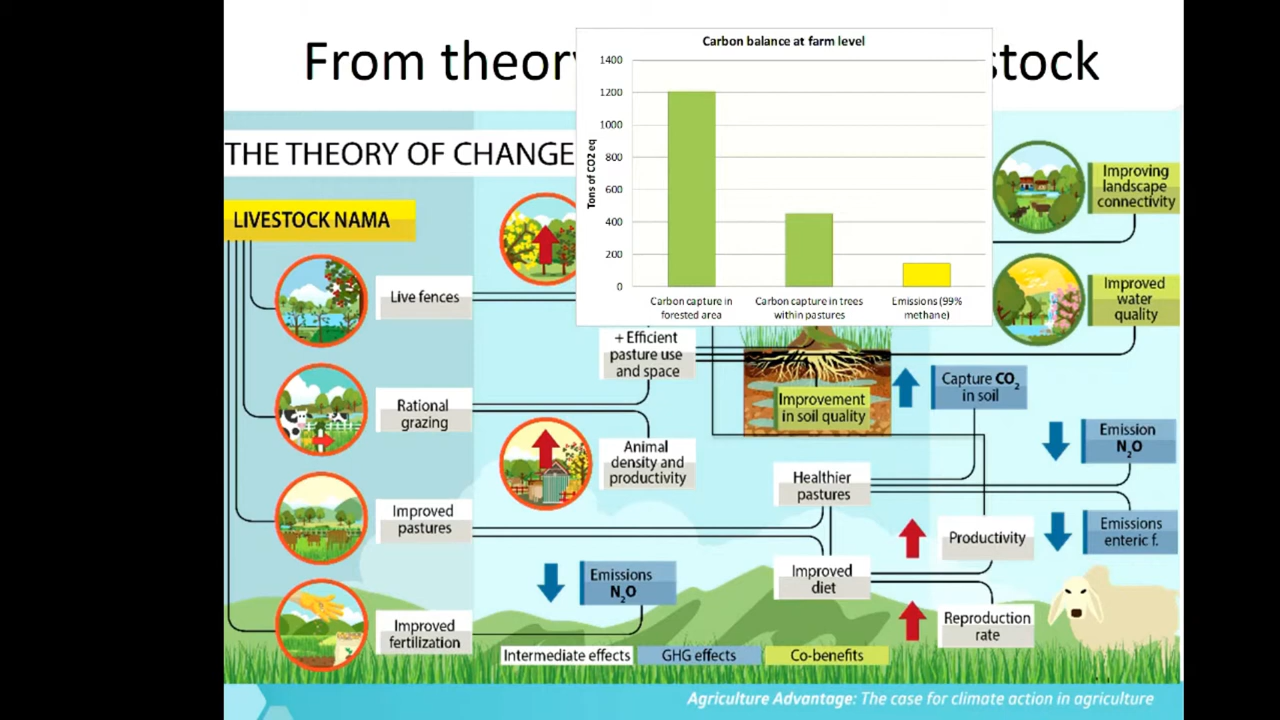 From theory
stock
Carbon balance at farm level
1400
1200
1000
800
600
400
200
0
Tons of CO2 eq
Carbon capture in
forested area
Carbon capture in trees
within pastures
Emissions (99%
methane)
THE THEORY OF CHANGE
LIVESTOCK NAMA
Live fences
Rational
grazing
Improved
pastures
Improved
fertilization
+ Efficient
pasture use
and space
Animal
density and
productivity
Emissions
N₂O
Improvement
in soil quality
Healthier
pastures
Improved
diet
Improving
landscape
connectivity
Improved
water
quality
Capture CO₂
in soil
Emission
N₂O
Emissions
enteric f.
Productivity
Reproduction
rate
Intermediate effects
GHG effects
Co-benefits
Agriculture Advantage: The case for climate action in agriculture